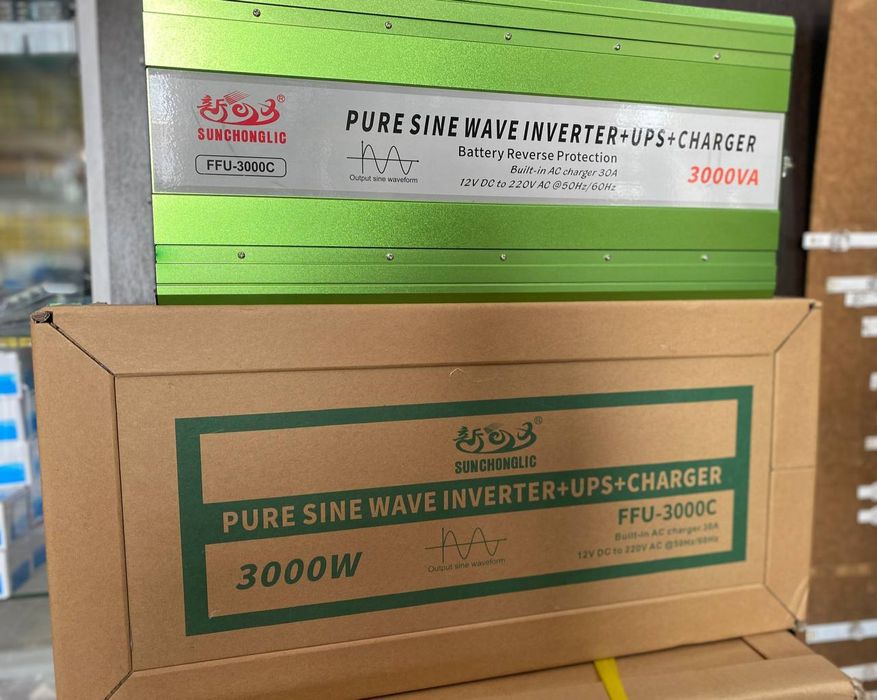 SUNCHONGLIC
FFU-3000C
PURE SINE WAVE INVERTER+UPS+CHARGER
Battery Reverse Protection
Built-in AC charger 30A
12V DC to 220V AC @50Hz/60Hz
Output sine waveform
3000VA
SUNCHONGLIC
PURE SINE WAVE INVERTER+UPS+CHARGER
3000W
Output sine waveform
FFU-3000C
Built-in AC charger 30A
12V DC to 220V AC @50Hz/60Hz